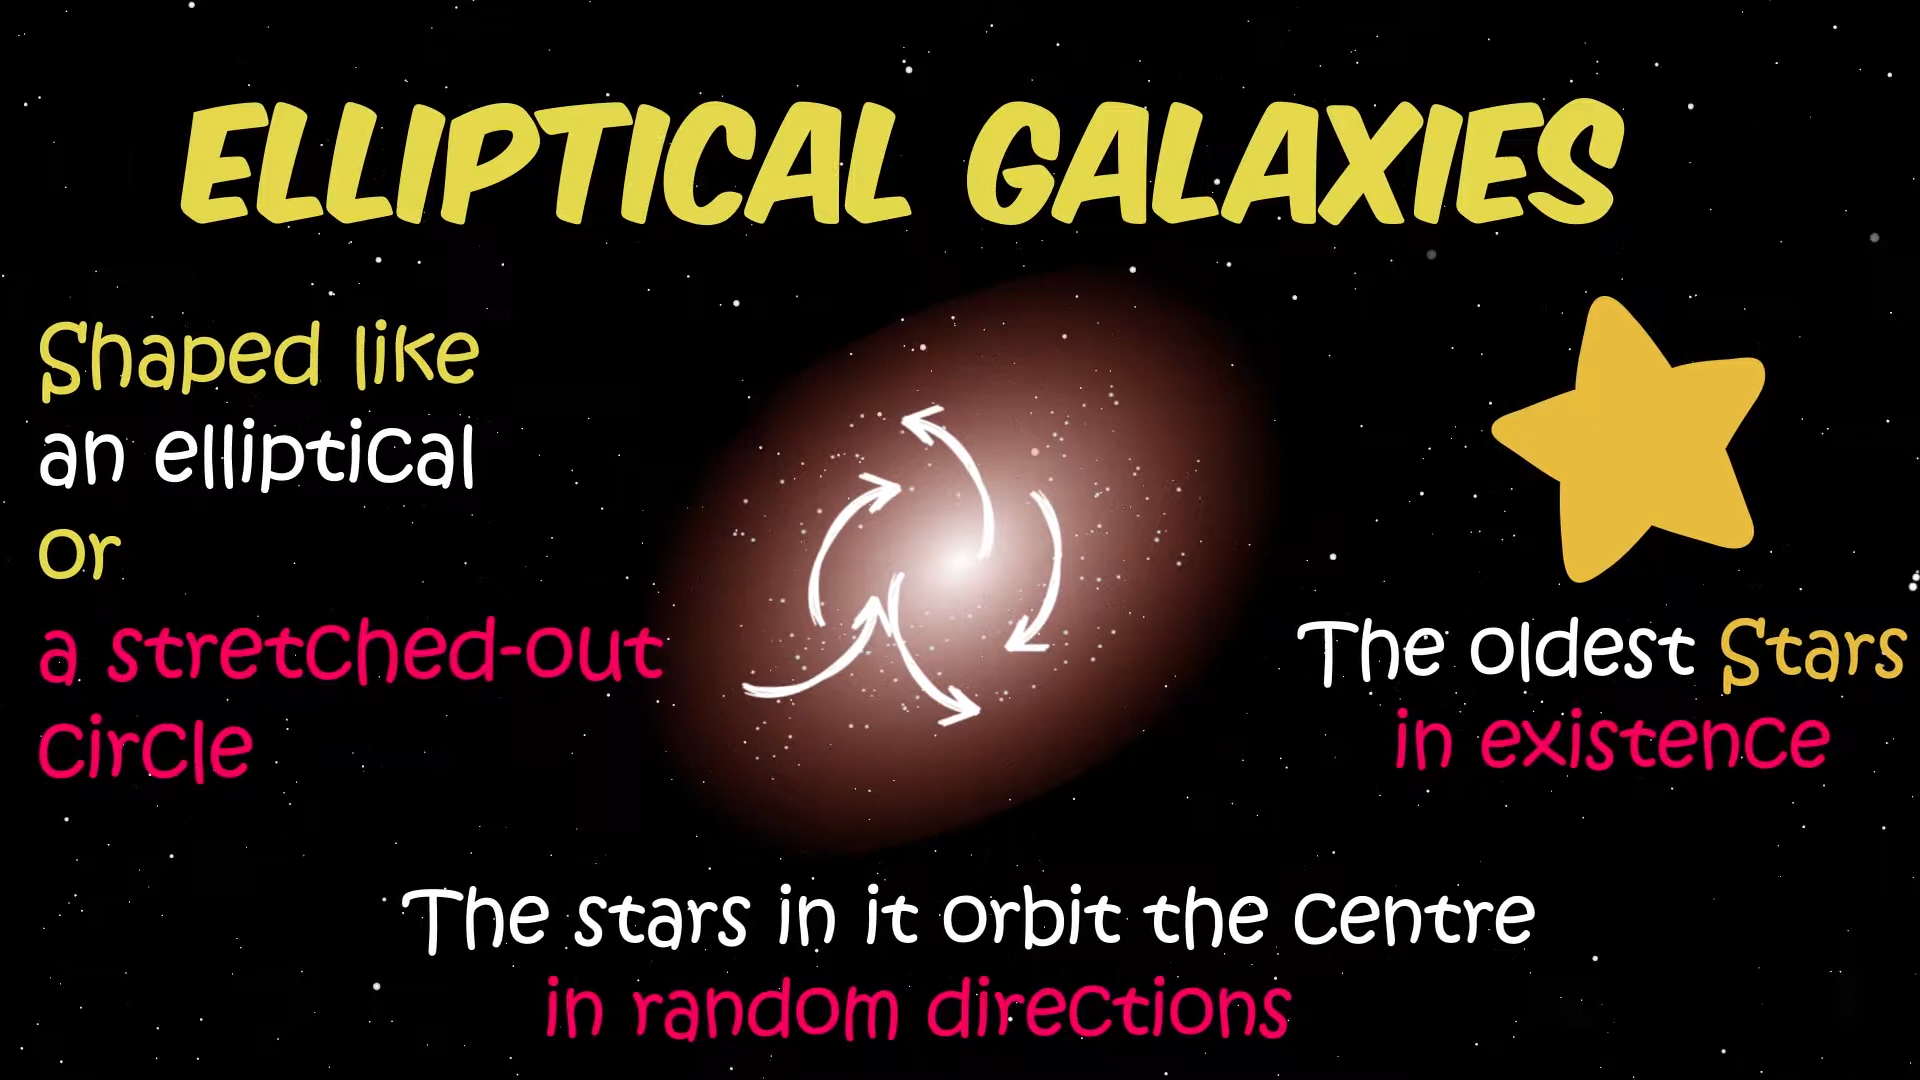 ELLIPTICAL GALAXIES
Shaped like
an elliptical
or
a stretched-out
circle
The oldest Stars
in existence
The stars in it orbit the centre
in random directions